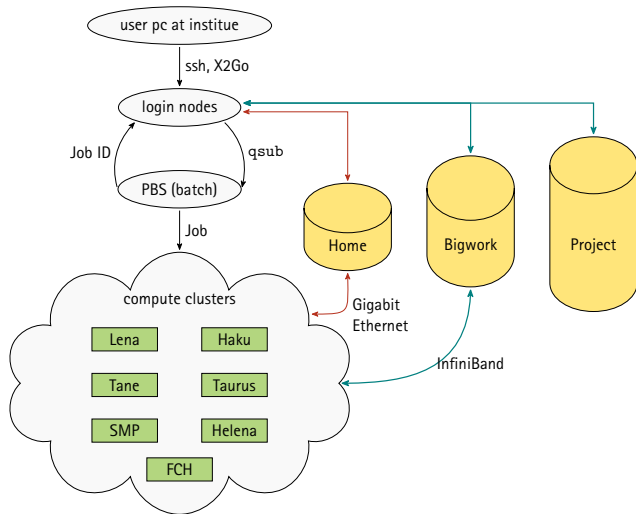 user pc at institue
ssh, X2Go
login nodes
Job ID
qsub
PBS (batch)
Job
Home
Bigwork
Project
compute clusters
Gigabit
Ethernet
InfiniBand
Lena
Haku
Tane
Taurus
SMP
Helena
FCH